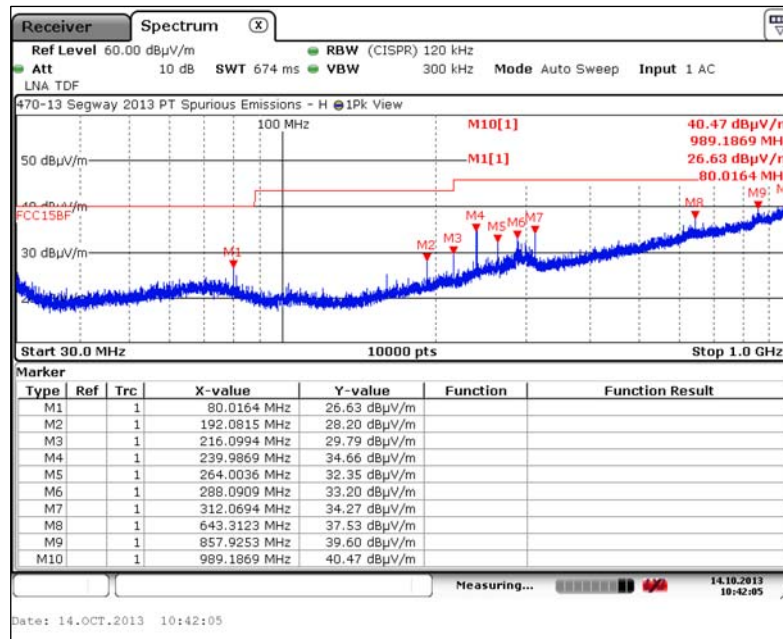 Receiver Spectrum X
Ref Level 60.00 dBµV/m RBW (CISPR) 120 kHz
Att 10 dB SWT 674 ms VBW 300 kHz Mode Auto Sweep Input 1 AC
LNA TDF
470-13 Segway 2013 PT Spurious Emissions - H 1Pk View
100 MHz M10[1] 40.47 dBµV/m
989.1869 MH
50 dBµV/m M1[1] 26.63 dBµV/m
80.0164 MH
40 dBµV/m
FCC15BF
30 dBµV/m
M1 M2 M3 M4 M5 M6 M7 M8 M9 M
Start 30.0 MHz 10000 pts Stop 1.0 GHz
Marker
Type Ref Trc X-value Y-value Function Function Result
M1 1 80.0164 MHz 26.63 dBµV/m
M2 1 192.0815 MHz 28.20 dBµV/m
M3 1 216.0994 MHz 29.79 dBµV/m
M4 1 239.9869 MHz 34.66 dBµV/m
M5 1 264.0036 MHz 32.35 dBµV/m
M6 1 288.0909 MHz 33.20 dBµV/m
M7 1 312.0694 MHz 34.27 dBµV/m
M8 1 643.3123 MHz 37.53 dBµV/m
M9 1 857.9253 MHz 39.60 dBµV/m
M10 1 989.1869 MHz 40.47 dBµV/m
Measuring... 14.10.2013
10:42:05
Date: 14.OCT.2013 10:42:05